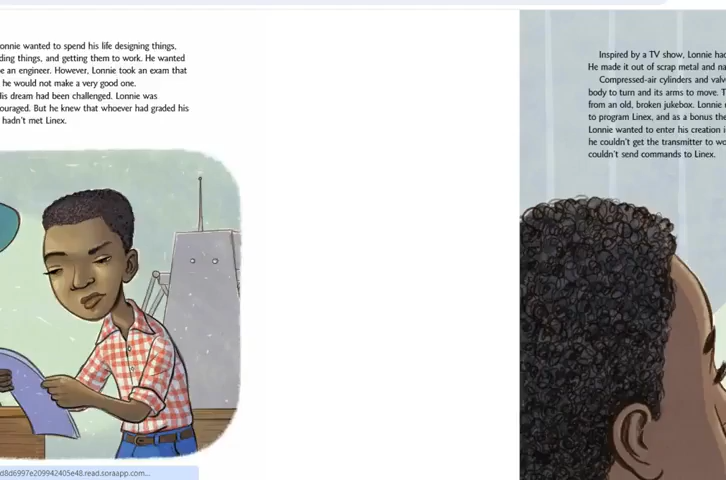 onnie wanted to spend his life designing things,
ding things, and getting them to work. He wanted
e an engineer. However, Lonnie took an exam that
he would not make a very good one.
is dream had been challenged. Lonnie was
ouraged. But he knew that whoever had graded his
hadn't met Linex.
Inspired by a TV show, Lonnie had
He made it out of scrap metal and na
Compressed-air cylinders and valv
body to turn and its arms to move. T
from an old, broken jukebox. Lonnie
to program Linex, and as a bonus the
Lonnie wanted to enter his creation i
he couldn't get the transmitter to wo
couldn't send commands to Linex.
d8d6997e209942405e48.read.soraapp.com...